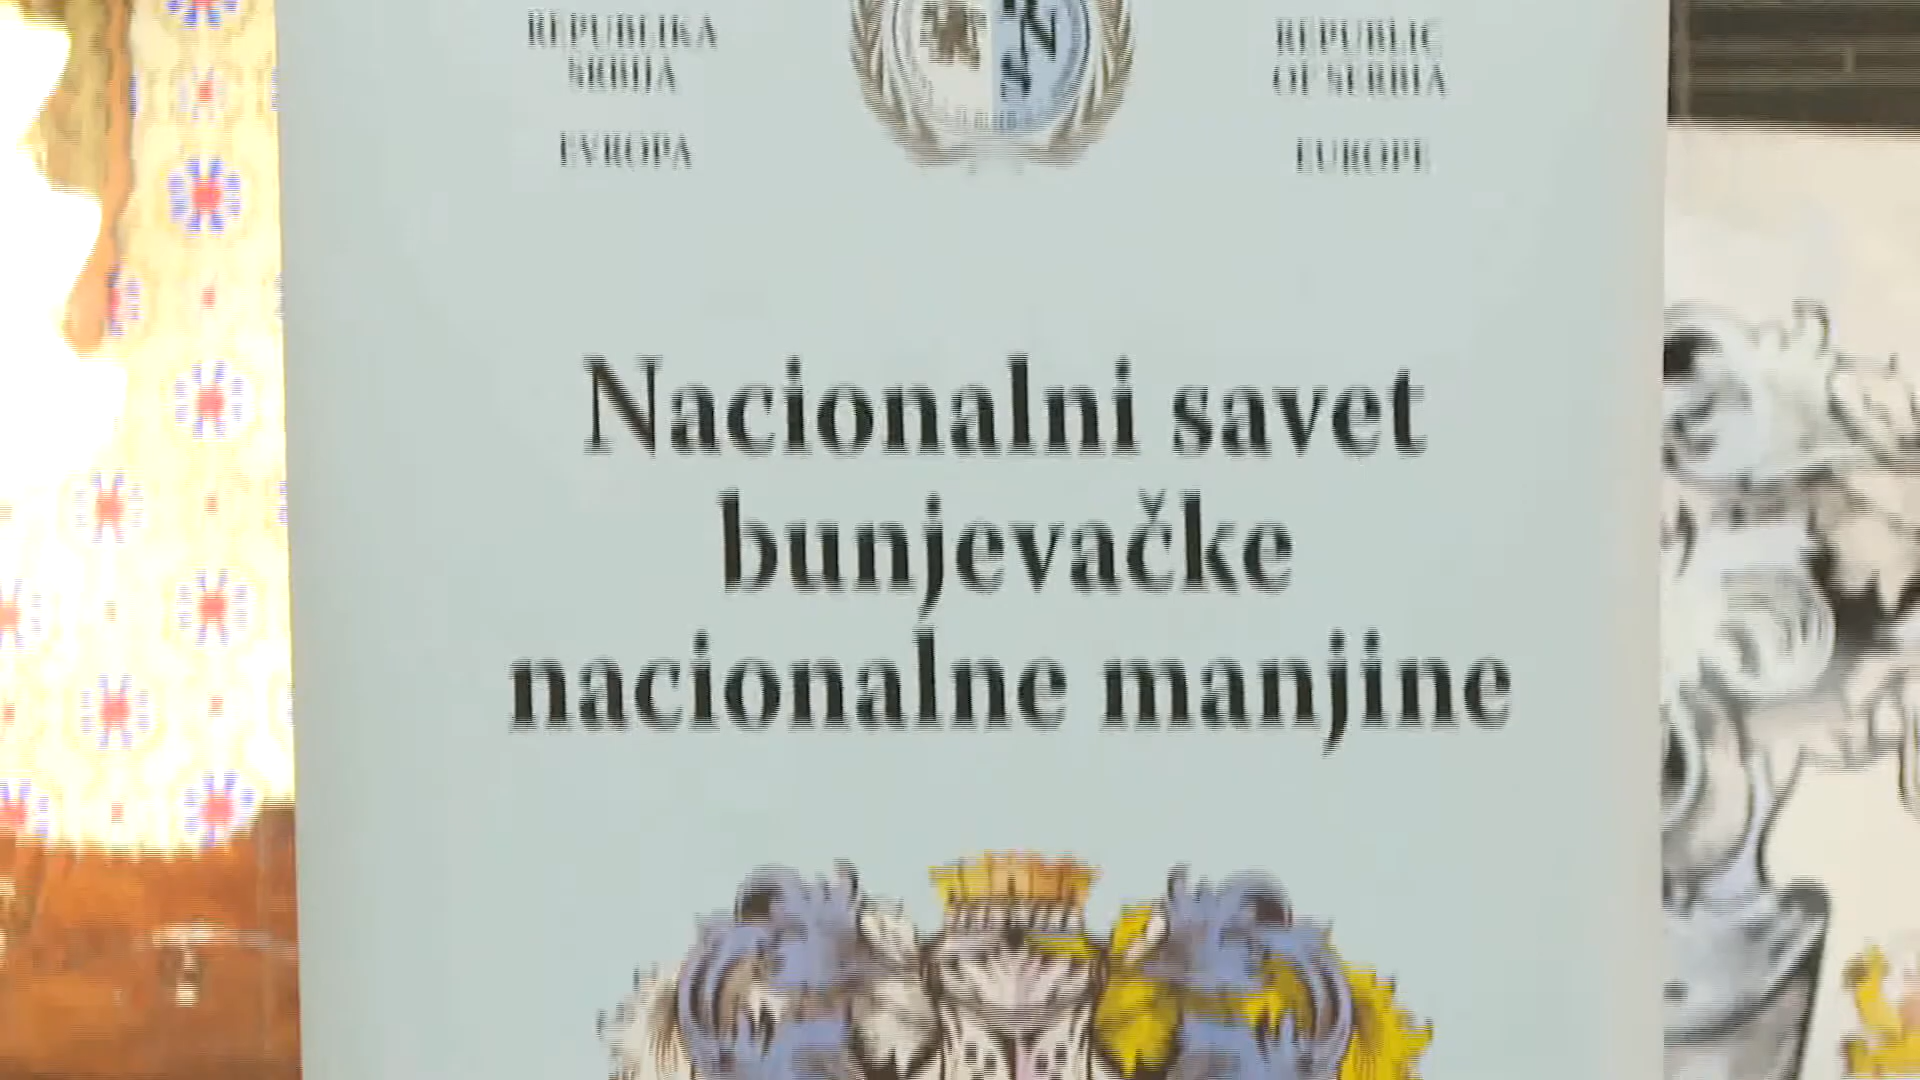 REPUBLIKA
SRBIJA
EVROPA
REPUBLIC
OF SERBIA
EUROPE
Nacionalni savet
bunjevačke
nacionalne manjine